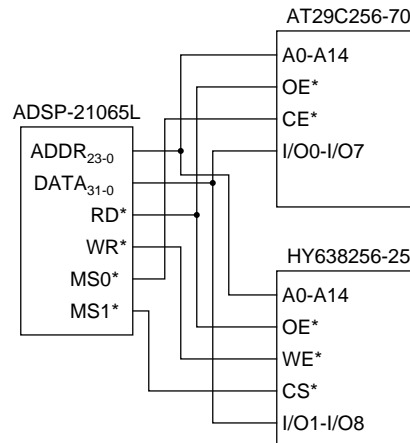 AT29C256-70
A0-A14
OE*
CE*
I/O0-I/O7
ADSP-21065L
ADDR23-0
DATA31-0
RD*
WR*
MS0*
MS1*
HY638256-25
A0-A14
OE*
WE*
CS*
I/O1-I/O8